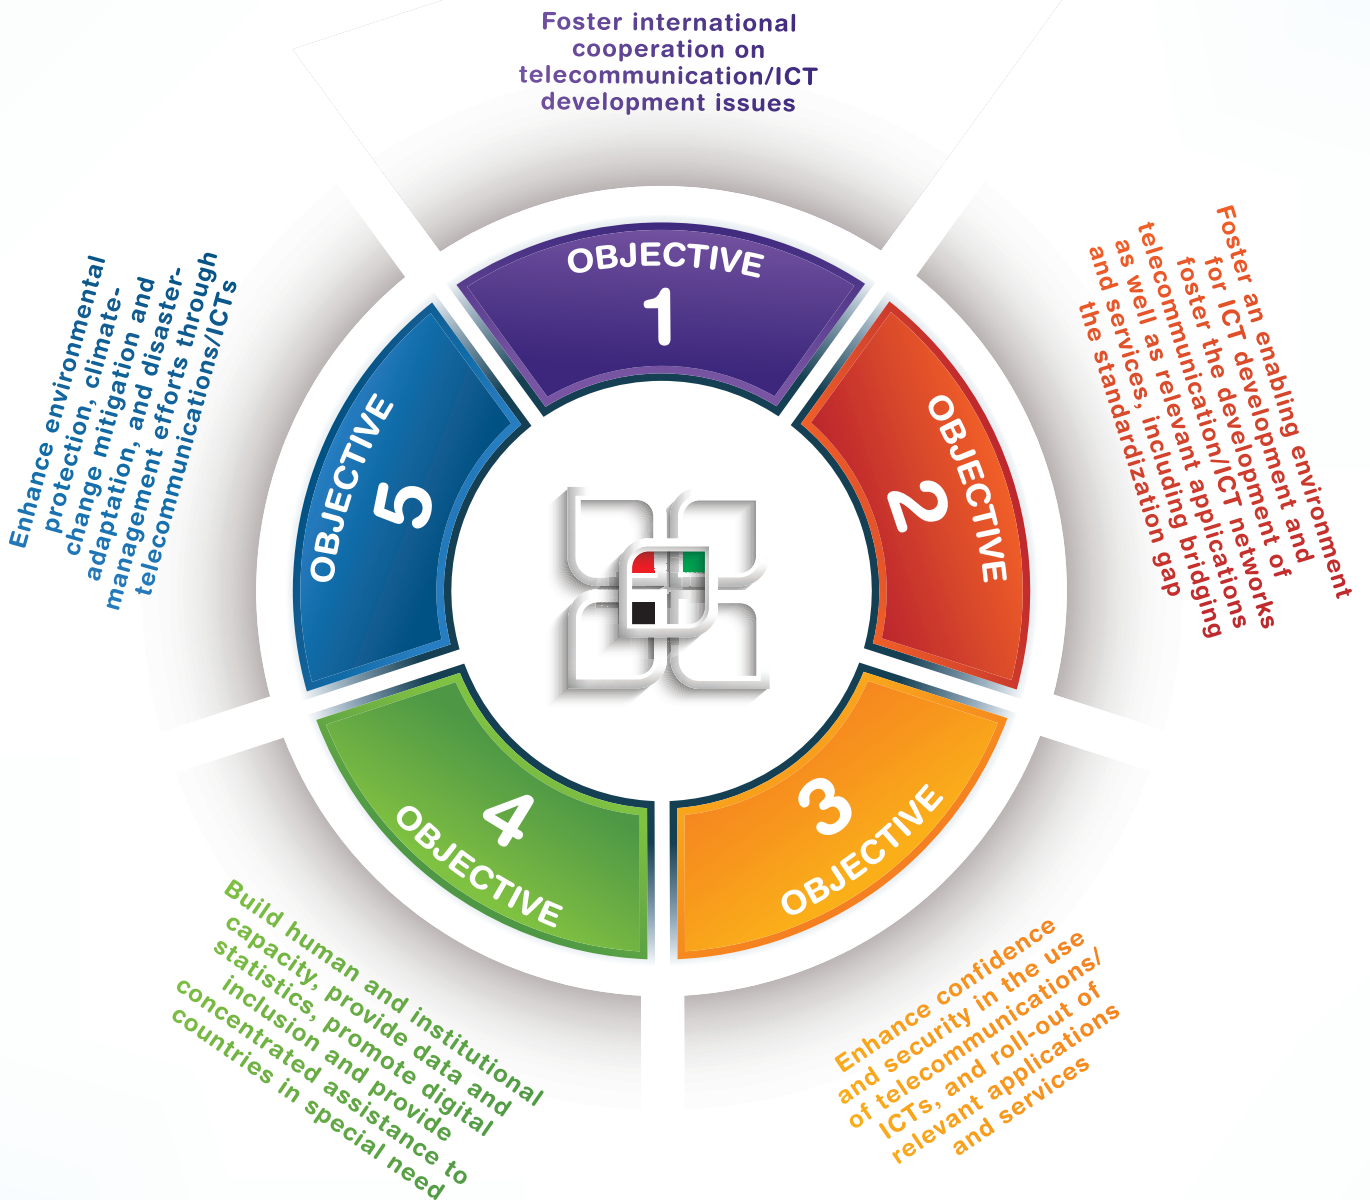 Foster international
cooperation on
telecommunication/ICT
development issues
OBJECTIVE
1
Foster an enabling environment
for ICT development and
foster the development of
telecommunication/ICT networks
as well as relevant applications
and services, including bridging
the standardization gap
OBJECTIVE
2
3
OBJECTIVE
Enhance confidence
and security in the use
of telecommunications/
ICTs, and roll-out of
relevant applications
and services
4
OBJECTIVE
Build human and institutional
capacity, provide data and
statistics, promote digital
inclusion and provide
concentrated assistance to
countries in special need
OBJECTIVE
5
Enhance environmental
protection, climate-
change mitigation and
adaptation, and disaster-
management efforts through
telecommunications/ICTs